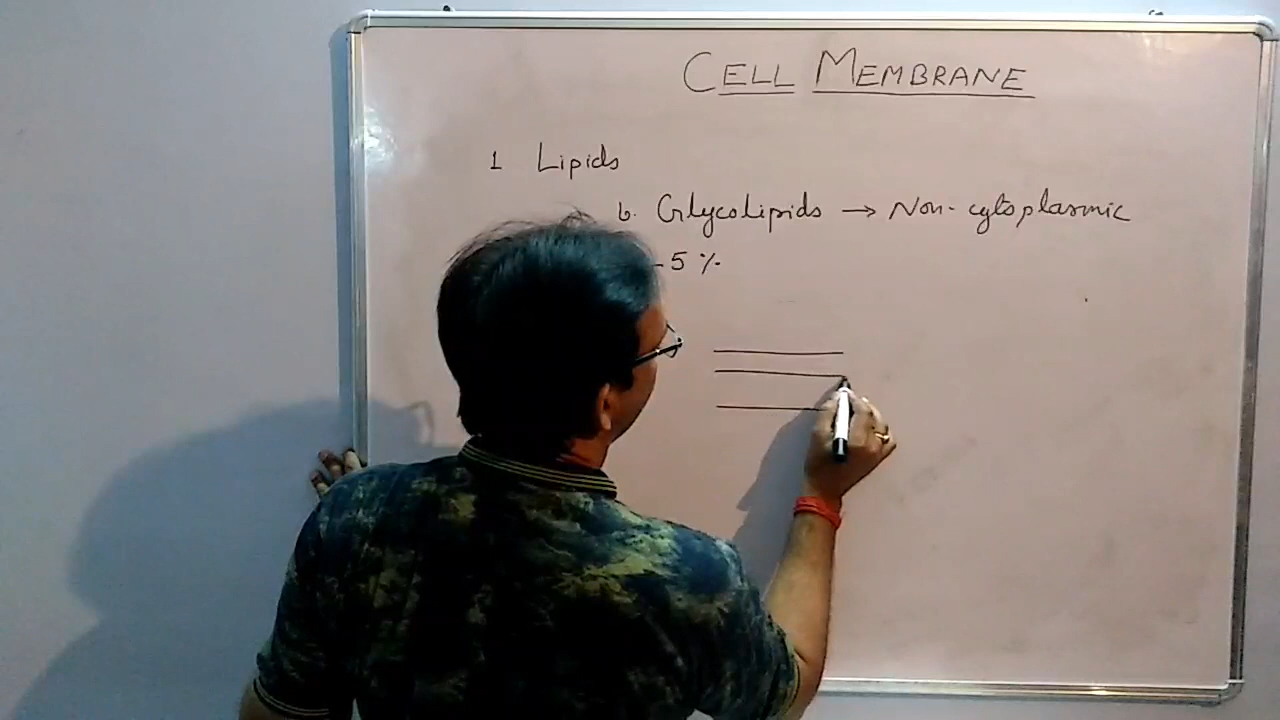 CELL MEMBRANE
1 Lipids
b. Glycolipids → Non-cytoplasmic
-5 %